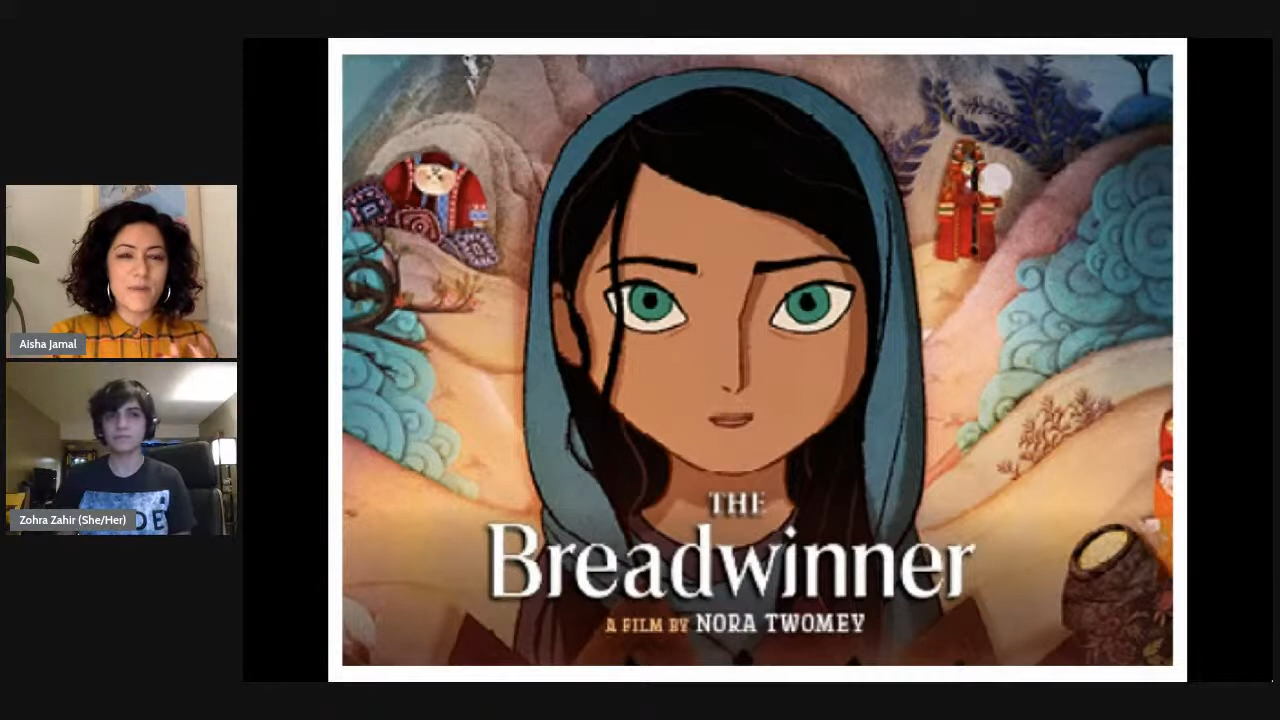 Aisha Jamal
Zohra Zahir (She/Her)
THE
Breadwinner
A FILM BY NORA TWOMEY